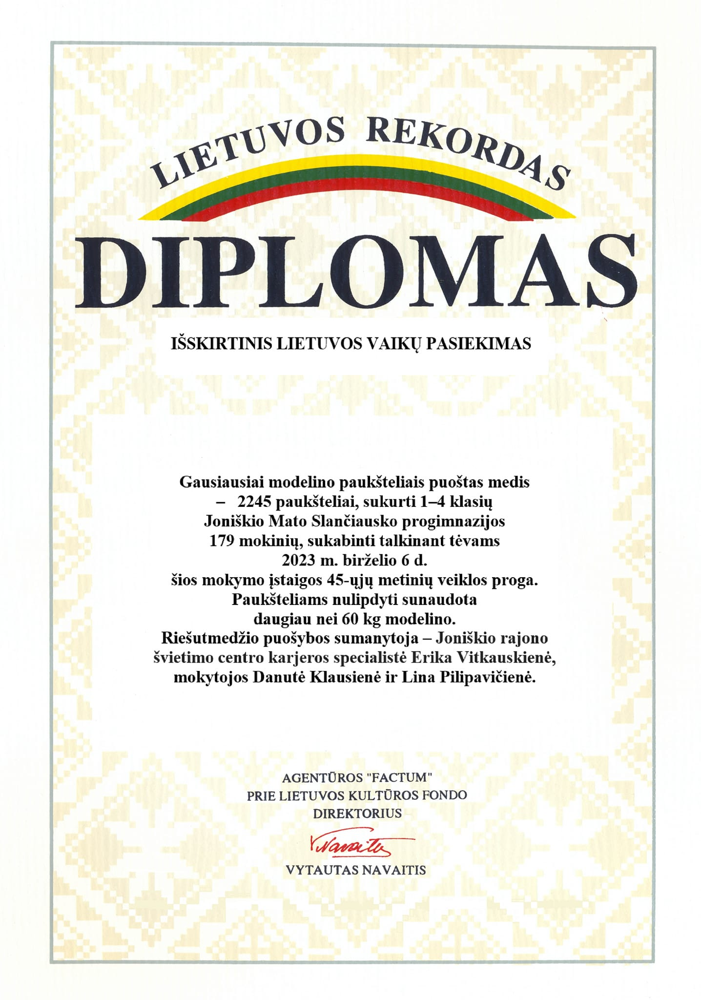 LIETUVOS REKORDAS
DIPLOMAS
IŠSKIRTINIS LIETUVOS VAIKŲ PASIEKIMAS
Gausiausiai modelino paukšteliais puoštas medis
– 2245 paukšteliai, sukurti 1–4 klasių
Joniškio Mato Slančiausko progimnazijos
179 mokinių, sukabinti talkinant tėvams
2023 m. birželio 6 d.
šios mokymo įstaigos 45-ųjų metinių veiklos proga.
Paukšteliams nulipdyti sunaudota
daugiau nei 60 kg modelino.
Riešutmedžio puošybos sumanytoja – Joniškio rajono
švietimo centro karjeros specialistė Erika Vitkauskienė,
mokytojos Danutė Klausienė ir Lina Pilipavičienė.
AGENTŪROS "FACTUM"
PRIE LIETUVOS KULTŪROS FONDO
DIREKTORIUS
VNavaitis
VYTAUTAS NAVAITIS